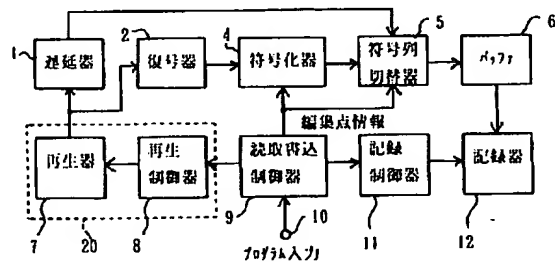 1
遅延器
2
復号器
4
符号化器
5
符号列
切替器
6
バッファ
編集点情報
再生器
再生
制御器
読取書込
制御器
記録
制御器
記録器
7
8
9
10
11
12
20
プログラム入力